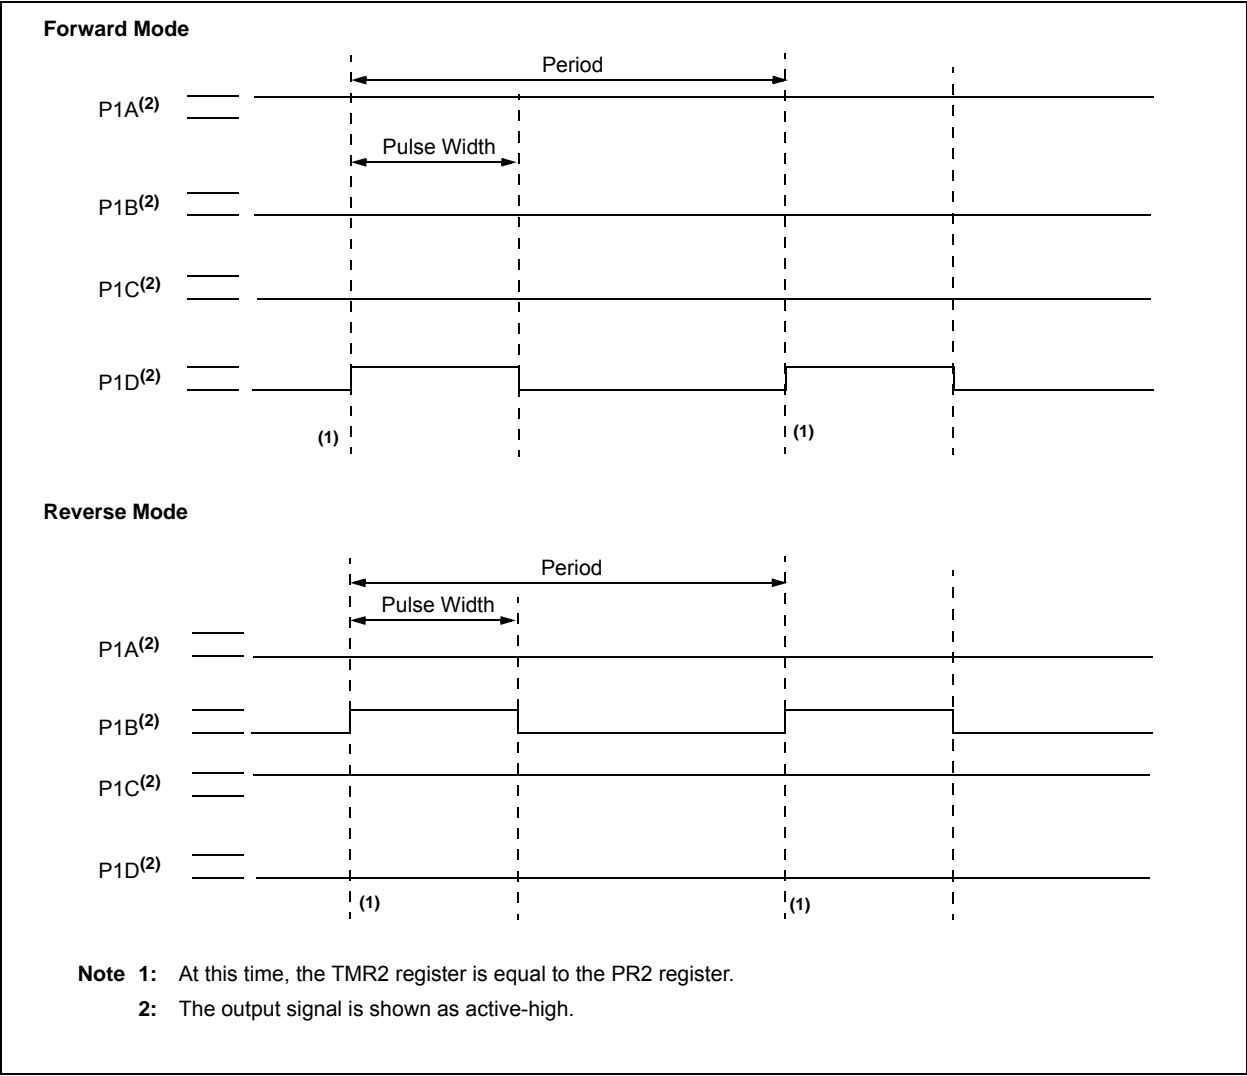 Forward Mode
Period
P1A(2)
Pulse Width
P1B(2)
P1C(2)
P1D(2)
(1)
(1)
Reverse Mode
Period
Pulse Width
P1A(2)
P1B(2)
P1C(2)
P1D(2)
(1)
(1)
Note 1: At this time, the TMR2 register is equal to the PR2 register.
2: The output signal is shown as active-high.